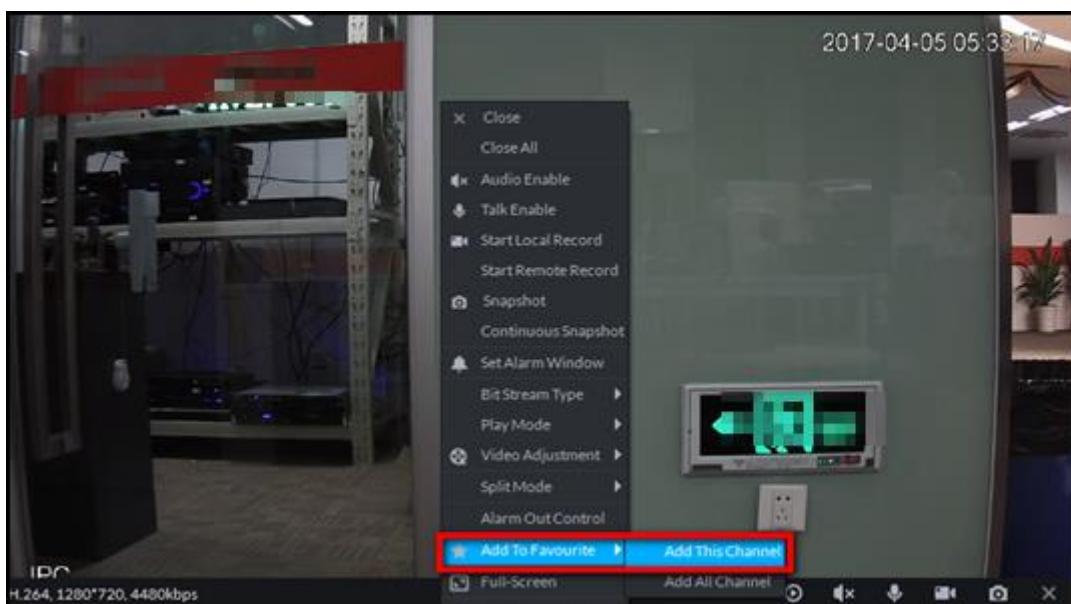 2017-04-05 05:33:17
Close
Close All
Audio Enable
Talk Enable
Start Local Record
Start Remote Record
Snapshot
Continuous Snapshot
Set Alarm Window
Bit Stream Type
Play Mode
Video Adjustment
Split Mode
Alarm Out Control
Add To Favourite
Add This Channel
Full-Screen
Add All Channel
IPC
H.264, 1280*720, 4480kbps